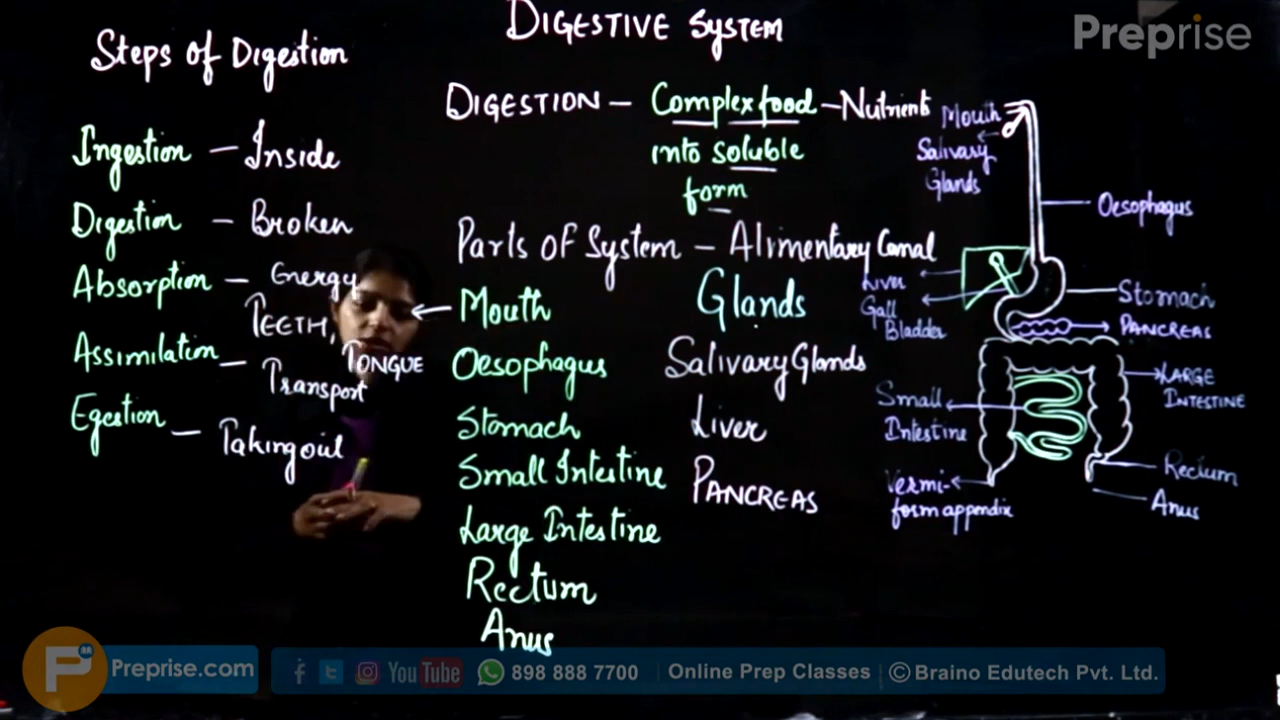 DIGESTIVE SYSTEM
Preprise
Steps of Digestion
Ingestion – Inside
Digestion – Broken
Absorption – Energy
TEETH,
TONGUE
Assimilation – Transport
Egestion – Taking out
DIGESTION – Complex food – Nutrients
into soluble
form
Parts of System – Alimentary Canal
Mouth
Oesophagus
Stomach
Small Intestine
Large Intestine
Rectum
Anus
Glands
Salivary Glands
Liver
PANCREAS
Mouth
Salivary
Glands
Oesophagus
Liver
Gall
Bladder
Stomach
PANCREAS
LARGE
INTESTINE
Small
Intestine
Vermi-
form appendix
Rectum
Anus
Preprise.com
You Tube
898 888 7700
Online Prep Classes
© Braino Edutech Pvt. Ltd.